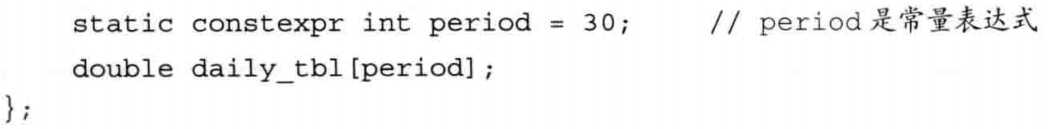 static constexpr int period = 30;     // period是常量表达式
double daily_tbl[period];
};